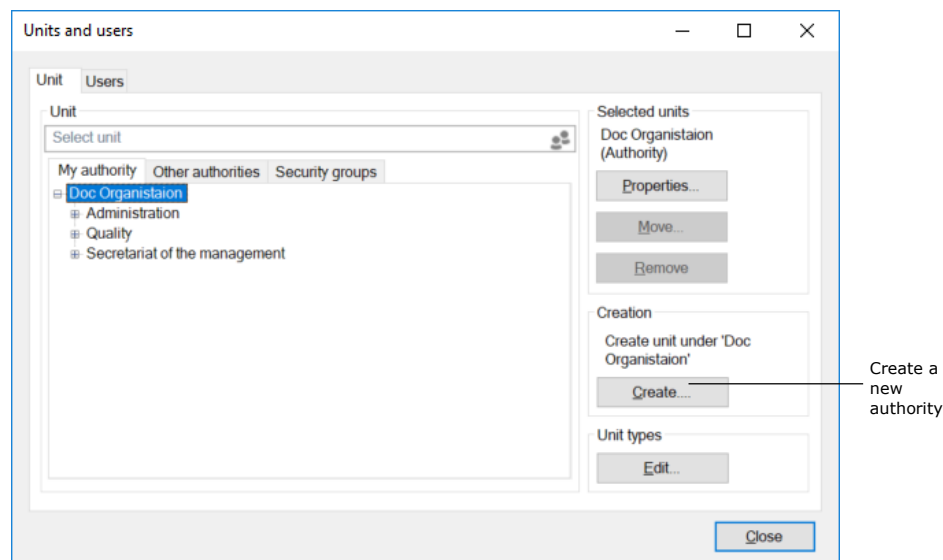 Units and users
Unit
Users
Unit
Select unit
My authority
Other authorities
Security groups
Doc Organistaion
Administration
Quality
Secretariat of the management
Selected units
Doc Organistaion
(Authority)
Properties...
Move...
Remove
Creation
Create unit under 'Doc
Organistaion'
Create....
Unit types
Edit...
Close
Create a
new
authority